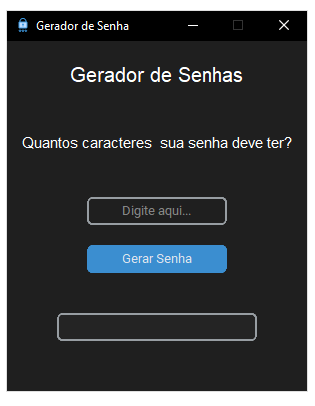 Gerador de Senha
Gerador de Senhas
Quantos caracteres  sua senha deve ter?
Digite aqui...
Gerar Senha